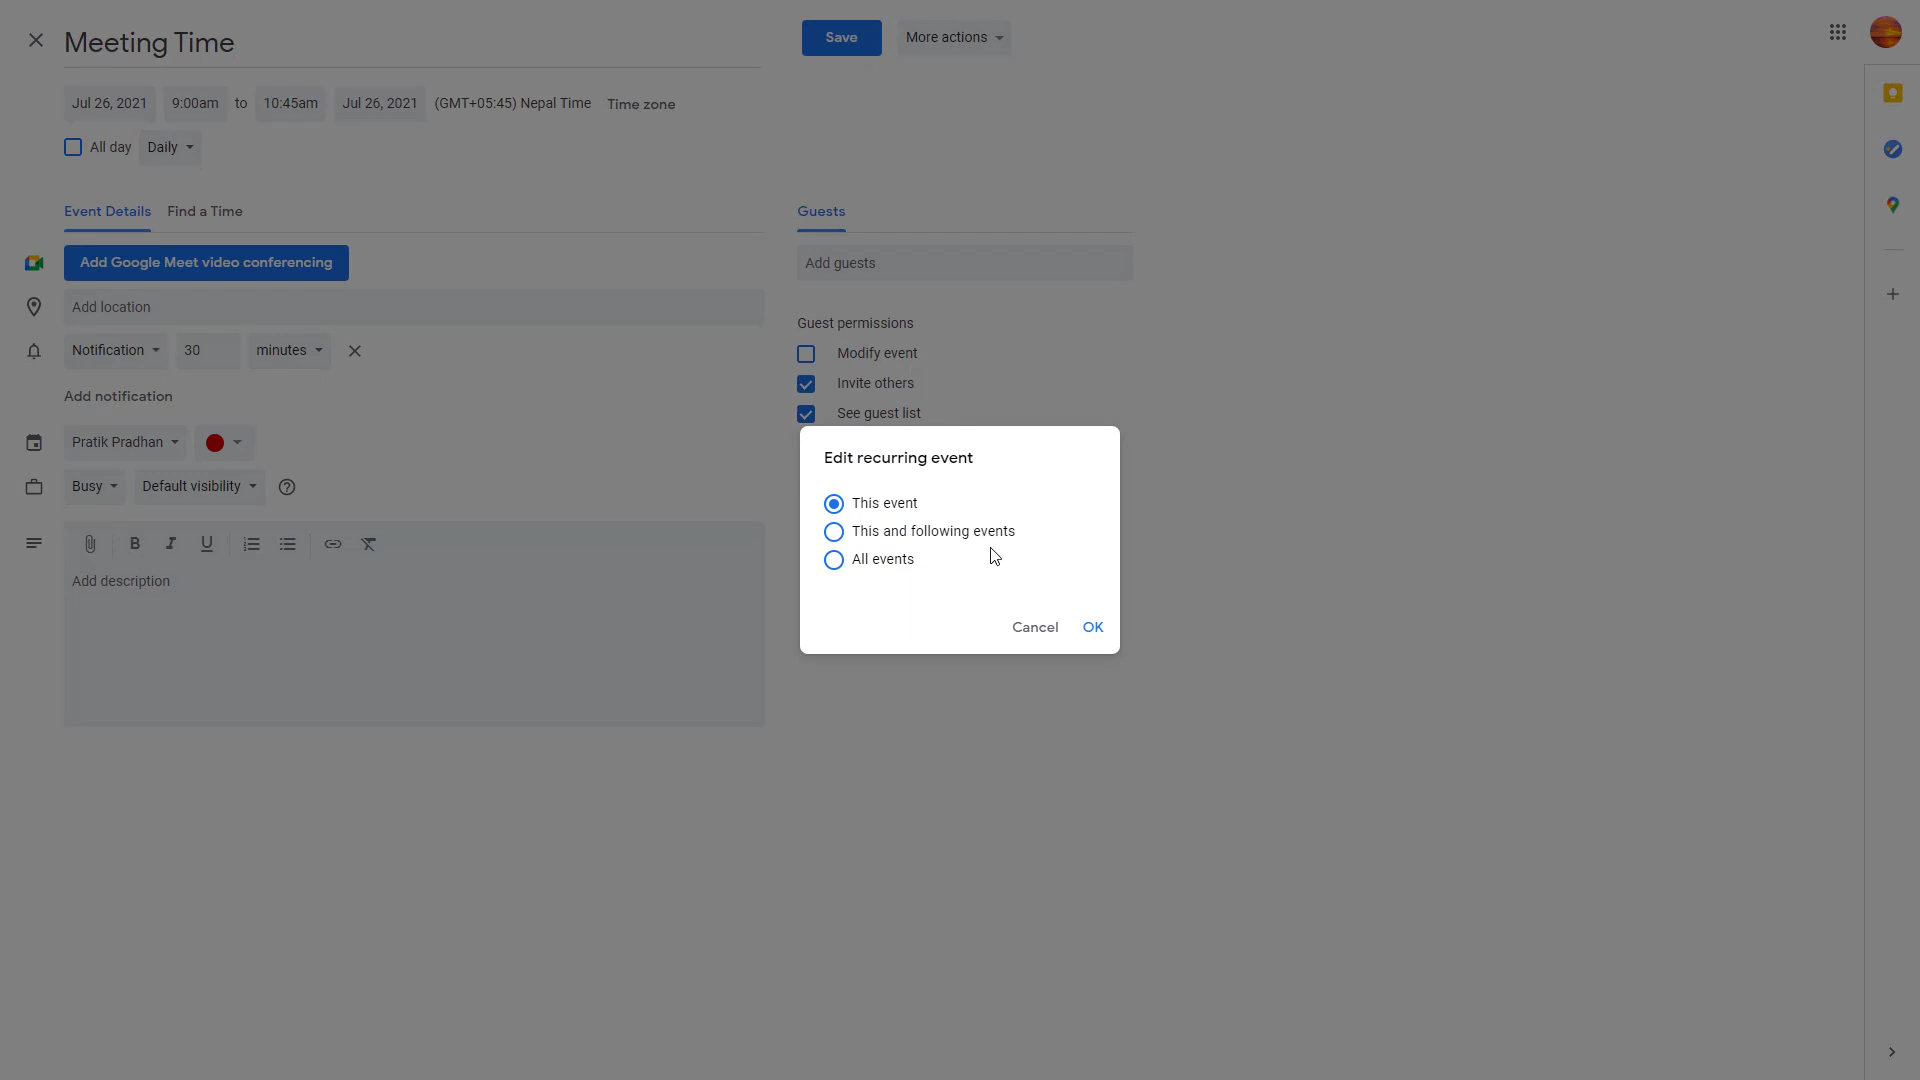 Meeting Time
Save
More actions
Jul 26, 2021 9:00am to 10:45am Jul 26, 2021 (GMT+05:45) Nepal Time Time zone
All day Daily
Event Details Find a Time
Guests
Add Google Meet video conferencing
Add guests
Add location
Guest permissions
Notification 30 minutes
Modify event
Invite others
Add notification
See guest list
Pratik Pradhan
Busy Default visibility
B I U
Add description
Edit recurring event
This event
This and following events
All events
Cancel OK